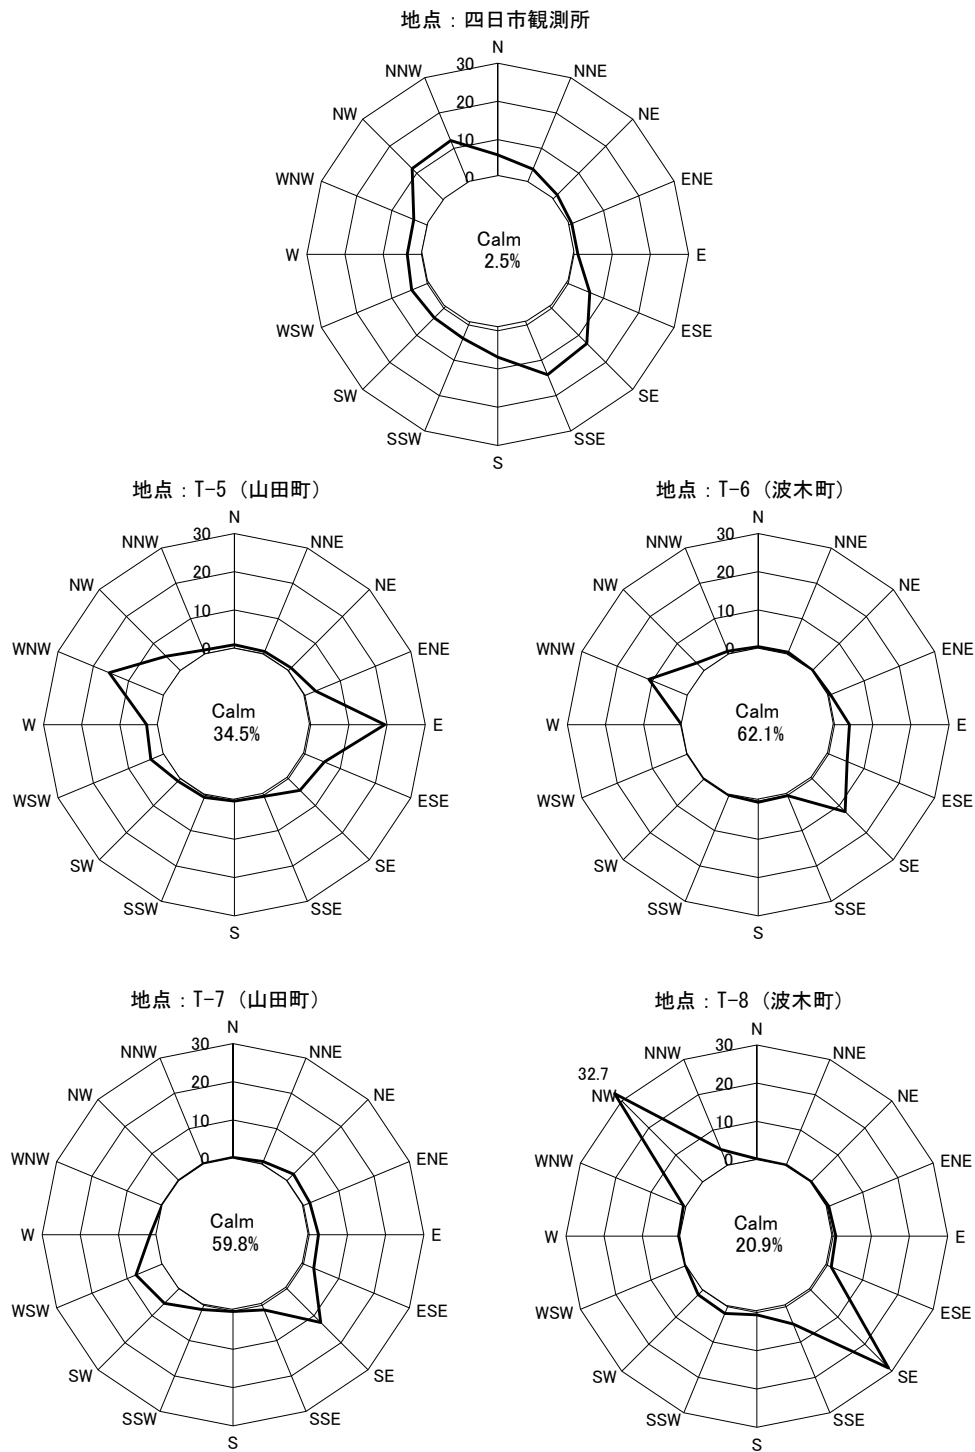 地点：四日市観測所
N
NNE
NE
ENE
E
ESE
SE
SSE
S
SSW
SW
WSW
W
WNW
NW
NNW
30
20
10
0
Calm
2.5%
地点：T-5（山田町）
N
NNE
NE
ENE
E
ESE
SE
SSE
S
SSW
SW
WSW
W
WNW
NW
NNW
30
20
10
0
Calm
34.5%
地点：T-6（波木町）
N
NNE
NE
ENE
E
ESE
SE
SSE
S
SSW
SW
WSW
W
WNW
NW
NNW
30
20
10
0
Calm
62.1%
地点：T-7（山田町）
N
NNE
NE
ENE
E
ESE
SE
SSE
S
SSW
SW
WSW
W
WNW
NW
NNW
30
20
10
0
Calm
59.8%
地点：T-8（波木町）
N
NNE
NE
ENE
E
ESE
SE
SSE
S
SSW
SW
WSW
W
WNW
NW
NNW
32.7
30
20
10
0
Calm
20.9%